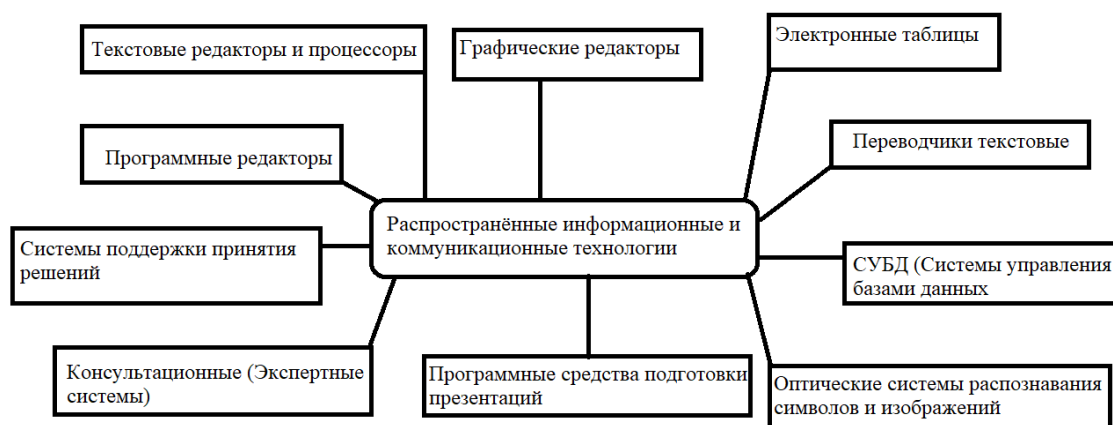 Текстовые редакторы и процессоры
Графические редакторы
Электронные таблицы
Программные редакторы
Переводчики текстовые
Распространённые информационные и
коммуникационные технологии
Системы поддержки принятия
решений
СУБД (Системы управления
базами данных
Консультационные (Экспертные
системы)
Программные средства подготовки
презентаций
Оптические системы распознавания
символов и изображений